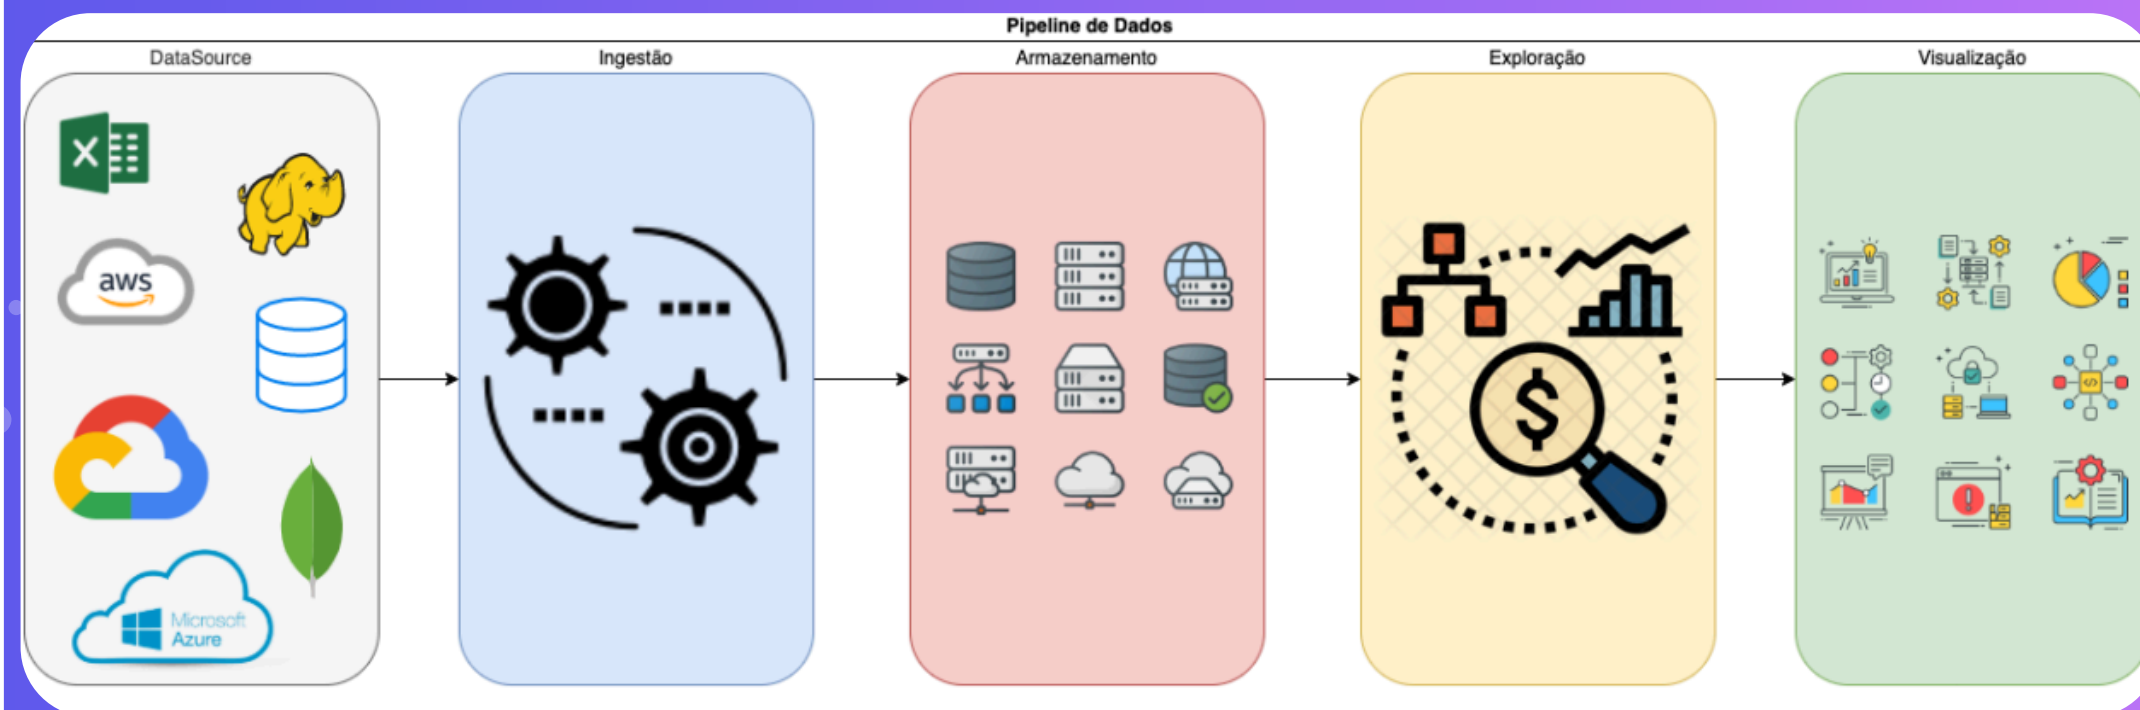 Pipeline de Dados
DataSource
Ingestão
Armazenamento
Exploração
Visualização
X
aws
Microsoft
Azure
$